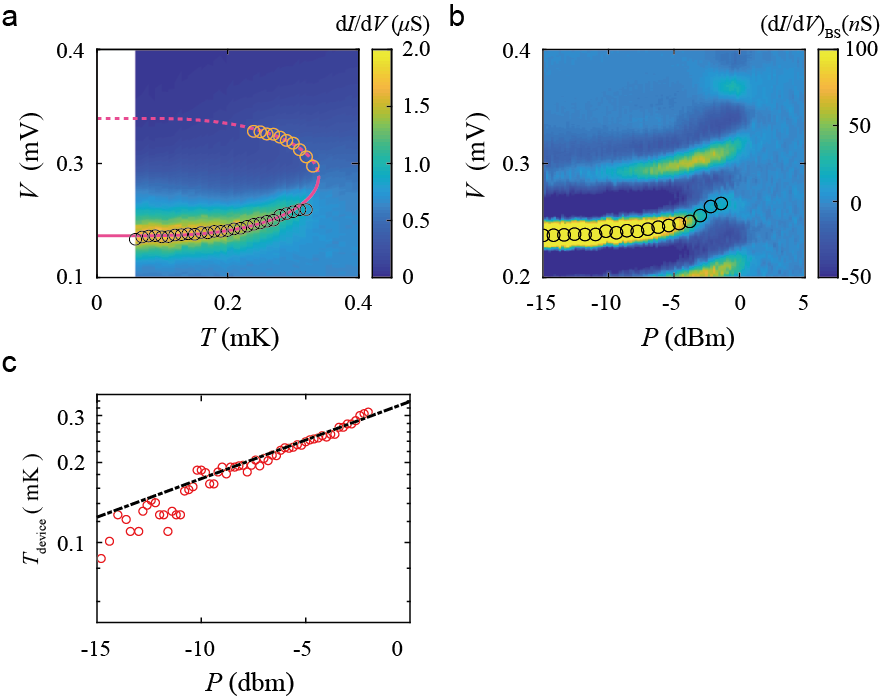 a
dI/dV (μS)
0.4
0.3
0.1
V (mV)
0
0.2
0.4
T (mK)
2.0
1.5
1.0
0.5
0
b
(dI/dV)BS(nS)
0.4
0.3
0.2
V (mV)
-15
-10
-5
0
5
P (dBm)
100
50
0
-50
c
0.3
0.2
0.1
Tdevice ( mK )
-15
-10
-5
0
P (dbm)